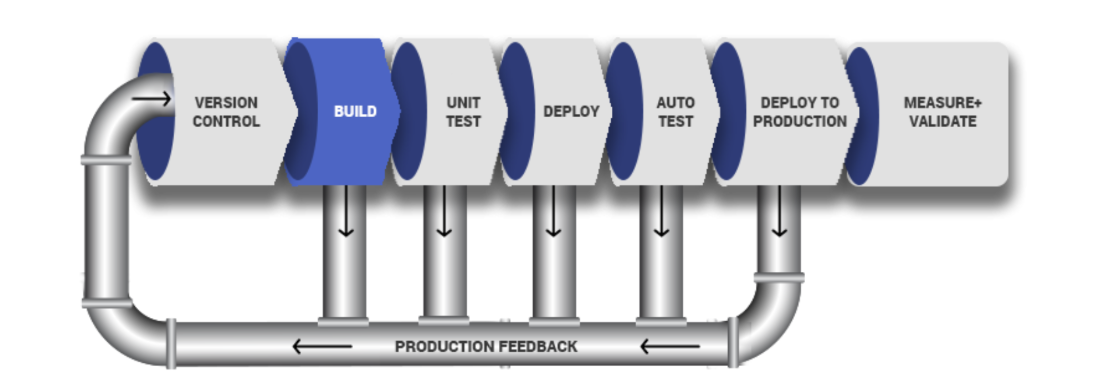 VERSION
CONTROL
BUILD
UNIT
TEST
DEPLOY
AUTO
TEST
DEPLOY TO
PRODUCTION
MEASURE+
VALIDATE
PRODUCTION FEEDBACK